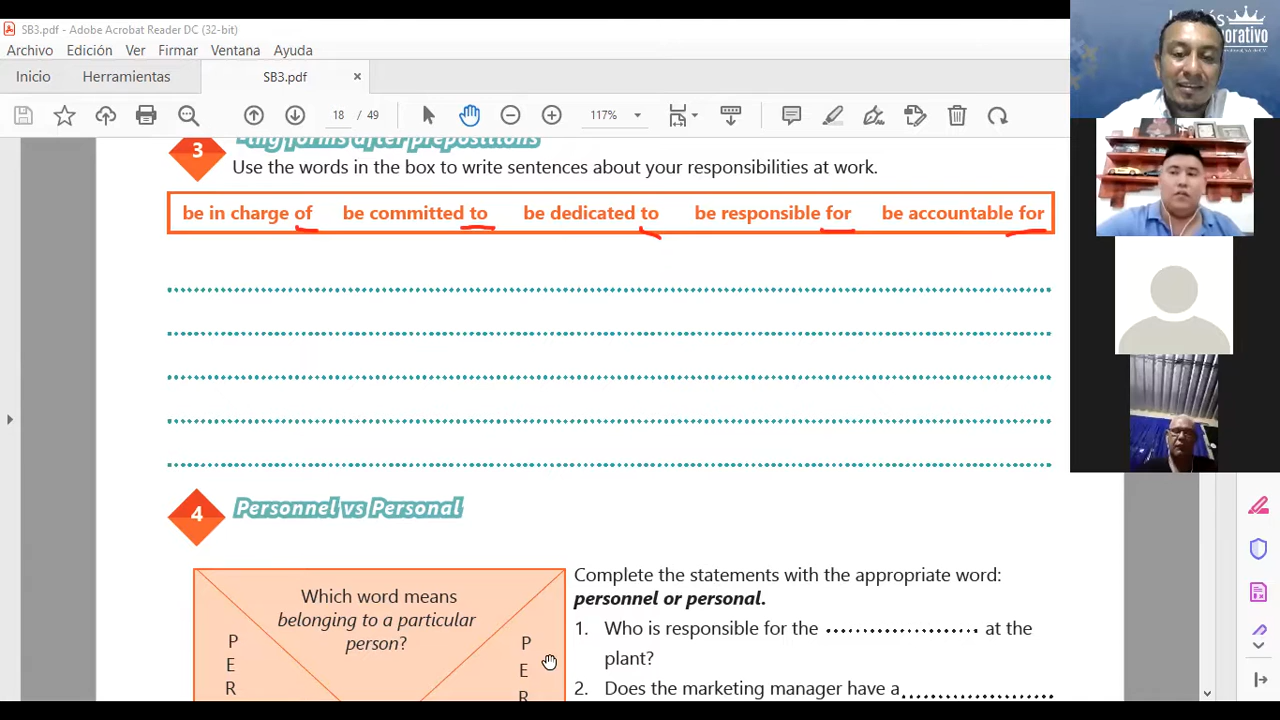 SB3.pdf - Adobe Acrobat Reader DC (32-bit)
Archivo Edición Ver Firmar Ventana Ayuda
Inicio Herramientas SB3.pdf ×
18 / 49 117%
3 -ing forms after prepositions
Use the words in the box to write sentences about your responsibilities at work.
be in charge of be committed to be dedicated to be responsible for be accountable for
4 Personnel vs Personal
Which word means
belonging to a particular
person?
P
E
R
P
E
R
Complete the statements with the appropriate word:
personnel or personal.
1. Who is responsible for the at the
plant?
2. Does the marketing manager have a